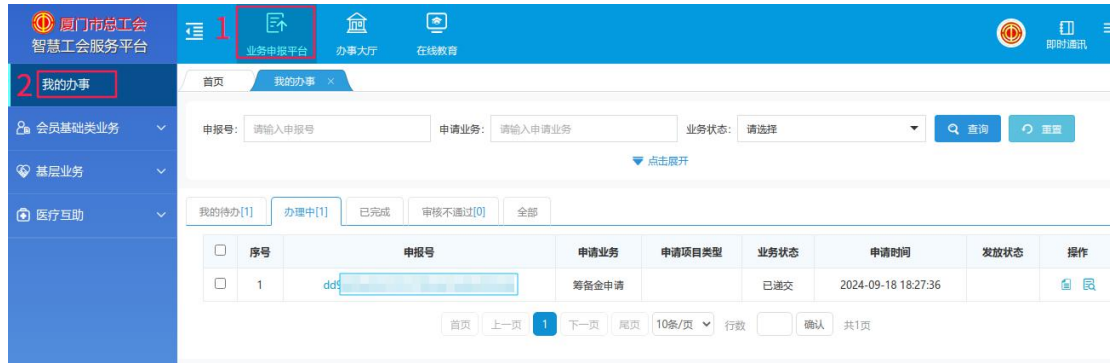 厦门市总工会
智慧工会服务平台
1
业务申报平台
办事大厅
在线教育
即时通讯
2 我的办事
会员基础类业务
基层业务
医疗互助
首页
我的办事 ×
申报号: 请输入申报号
申请业务: 请输入申请业务
业务状态: 请选择
查询
重置
点击展开
我的待办[1] 办理中[1] 已完成 审核不通过[0] 全部
序号 申报号 申请业务 申请项目类型 业务状态 申请时间 发放状态 操作
1 筹备金申请 已递交 2024-09-18 18:27:36
首页 上一页 1 下一页 尾页 10条/页 行数 确认 共1页